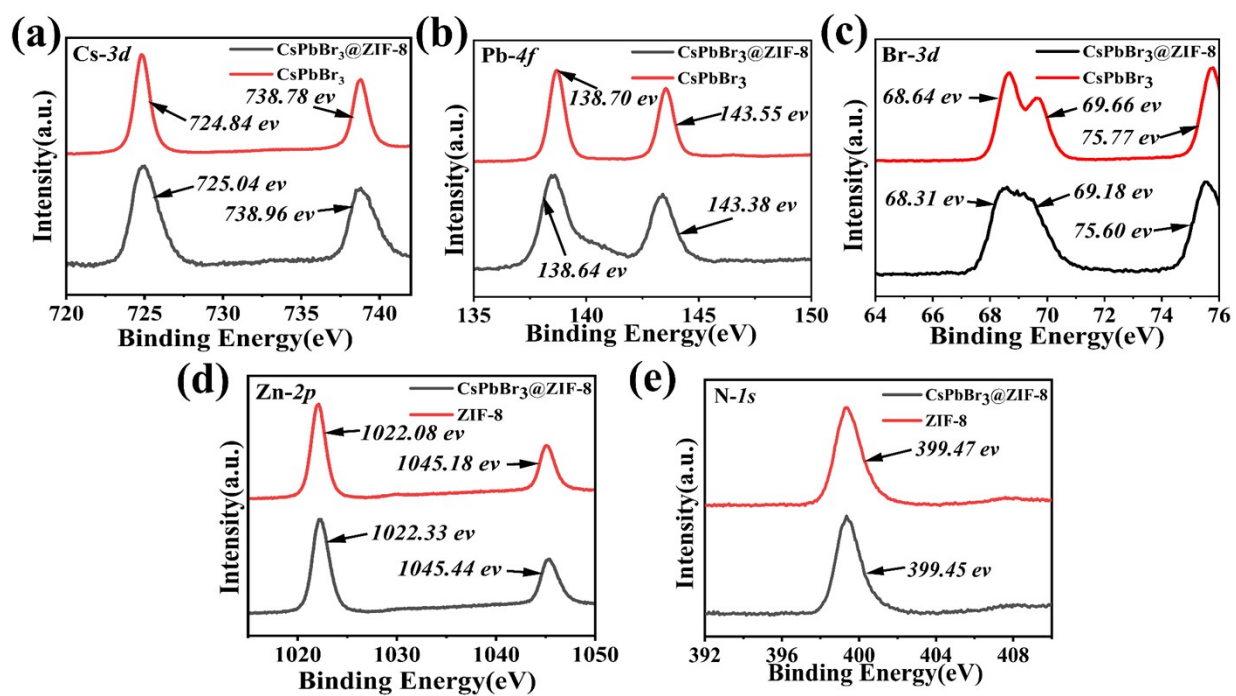 (a)
Cs-3d
CsPbBr₃@ZIF-8
CsPbBr₃
724.84 ev
738.78 ev
725.04 ev
738.96 ev
Intensity(a.u.)
720 725 730 735 740
Binding Energy(eV)
(b)
Pb-4f
CsPbBr₃@ZIF-8
CsPbBr₃
138.70 ev
143.55 ev
138.64 ev
143.38 ev
Intensity(a.u.)
135 140 145 150
Binding Energy(eV)
(c)
Br-3d
CsPbBr₃@ZIF-8
CsPbBr₃
68.64 ev
69.66 ev
75.77 ev
68.31 ev
69.18 ev
75.60 ev
Intensity(a.u.)
64 66 68 70 72 74 76
Binding Energy(eV)
(d)
Zn-2p
CsPbBr₃@ZIF-8
ZIF-8
1022.08 ev
1045.18 ev
1022.33 ev
1045.44 ev
Intensity(a.u.)
1020 1030 1040 1050
Binding Energy(eV)
(e)
N-1s
CsPbBr₃@ZIF-8
ZIF-8
399.47 ev
399.45 ev
Intensity(a.u.)
392 396 400 404 408
Binding Energy(eV)